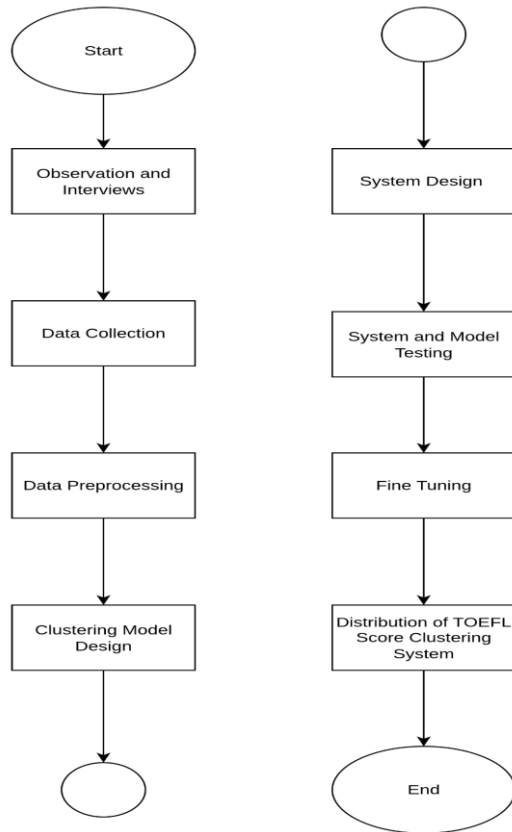 Start
Observation and
Interviews
Data Collection
Data Preprocessing
Clustering Model
Design
System Design
System and Model
Testing
Fine Tuning
Distribution of TOEFL
Score Clustering
System
End